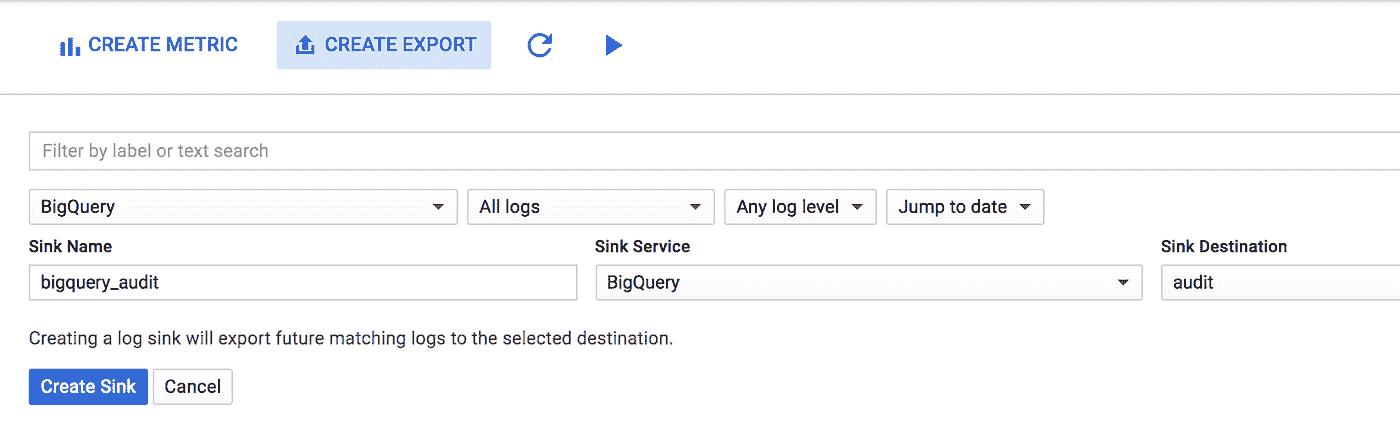 CREATE METRIC CREATE EXPORT
Filter by label or text search
BigQuery All logs Any log level Jump to date
Sink Name Sink Service Sink Destination
bigquery_audit BigQuery audit
Creating a log sink will export future matching logs to the selected destination.
Create Sink Cancel